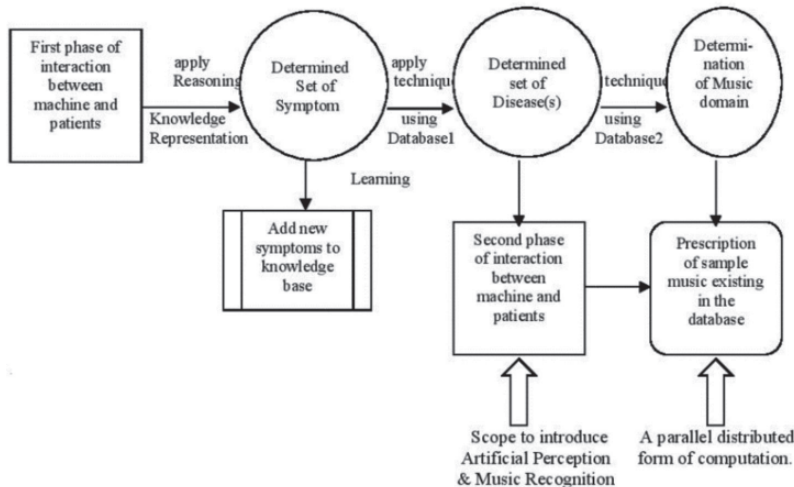 First phase of
interaction
between
machine and
patients
apply
Reasoning
Knowledge
Representation
Determined
Set of
Symptom
apply
techniqu
using
Database1
Determined
set of
Disease(s)
techniqu
using
Database2
Determi-
nation
of Music
domain
Learning
Add new
symptoms to
knowledge
base
Second phase
of interaction
between
machine and
patients
Prescription
of sample
music existing
in the
database
Scope to introduce
Artificial Perception
& Music Recognition
A parallel distributed
form of computation.